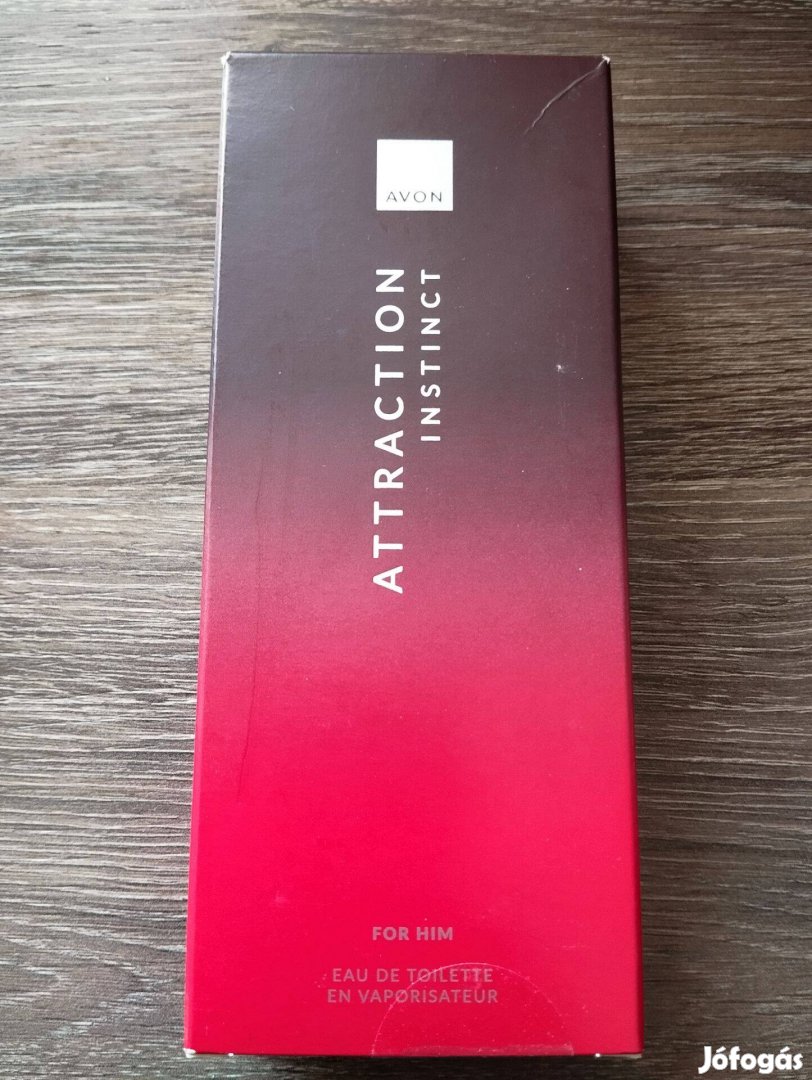 AVON
ATTRACTION
INSTINCT
FOR HIM
EAU DE TOILETTE
EN VAPORISATEUR
Jófogás